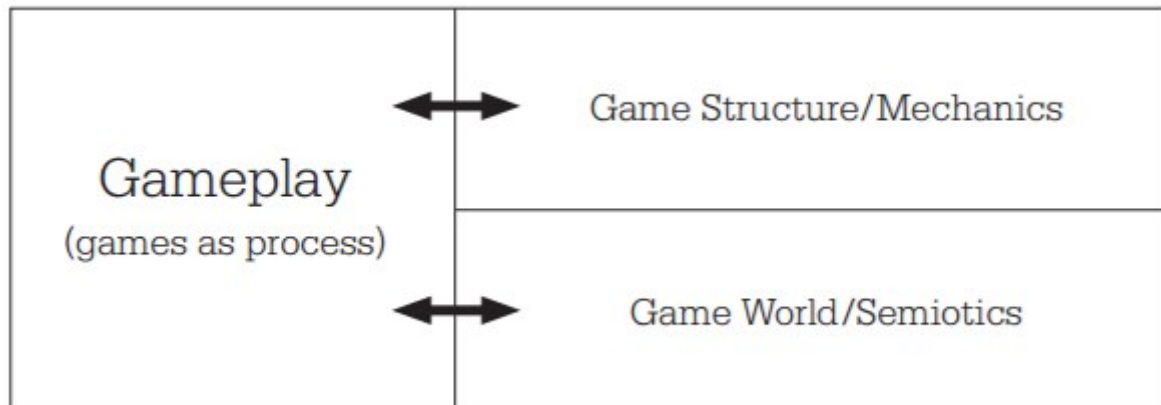 Gameplay
(games as process)
Game Structure/Mechanics
Game World/Semiotics